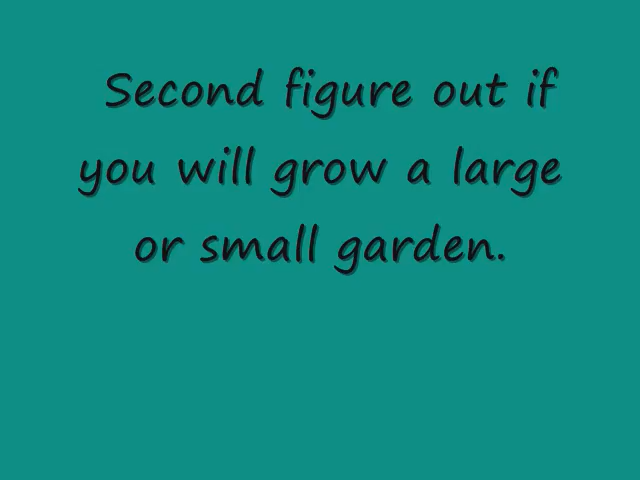 Second figure out if
you will grow a large
or small garden.